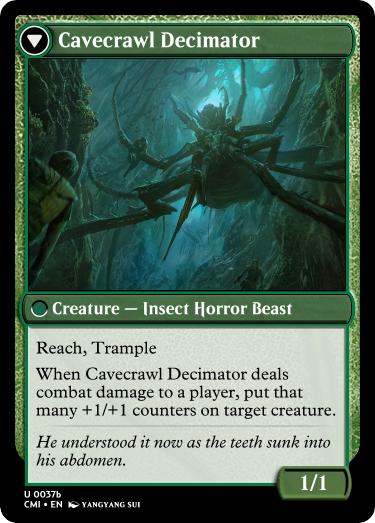 Cavecrawl Decimator
Creature — Insect Horror Beast
Reach, Trample
When Cavecrawl Decimator deals
combat damage to a player, put that
many +1/+1 counters on target creature.
He understood it now as the teeth sunk into
his abdomen.
1/1
U 0037b
CMI • EN YANGYANG SUI